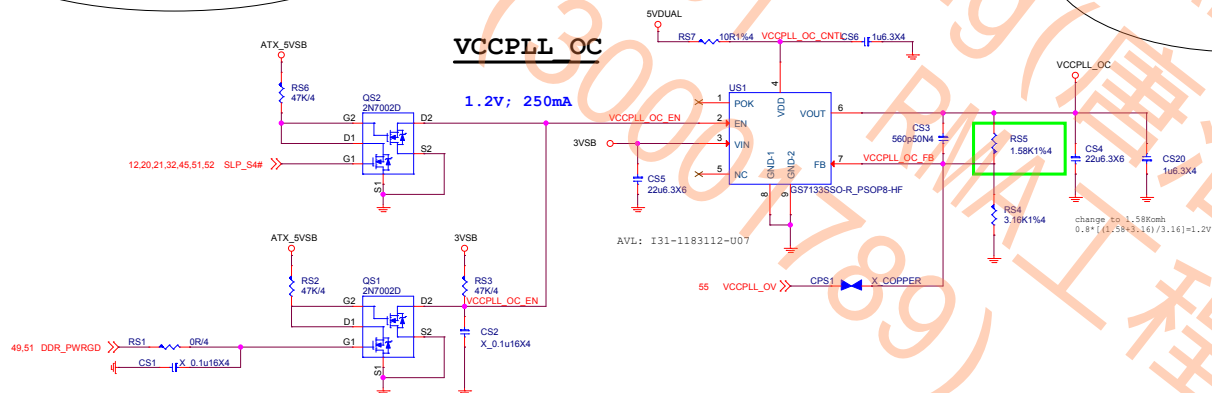 VCCPLL_OC
1.2V; 250mA
5VDUAL
RS7
10R1%4
VCCPLL_OC_CNTL
CS6
1u6.3X4
ATX_5VSB
RS6
47K/4
QS2
2N7002D
G2
D2
D1
S2
G1
S1
12,20,21,32,45,51,52 SLP_S4#
VCCPLL_OC_EN
3VSB
CS5
22u6.3X6
US1
1
POK
2
EN
3
VIN
5
NC
4
VDD
VOUT
6
FB
7
GND-1
GND-2
8
9
GS7133SSO-R_PSOP8-HF
AVL: I31-1183112-U07
VCCPLL_OC
CS3
560p50N4
VCCPLL_OC_FB
RS5
1.58K1%4
RS4
3.16K1%4
CS4
22u6.3X6
CS20
1u6.3X4
change to 1.58Komh
0.8*[(1.58+3.16)/3.16]=1.2V
55 VCCPLL_OV
CPS1
X_COPPER
ATX_5VSB
RS2
47K/4
QS1
2N7002D
G2
D2
D1
S2
G1
S1
3VSB
RS3
47K/4
VCCPLL_OC_EN
CS2
X_0.1u16X4
49,51 DDR_PWRGD
RS1
0R/4
CS1
X_0.1u16X4
(30001789)
RMA工程